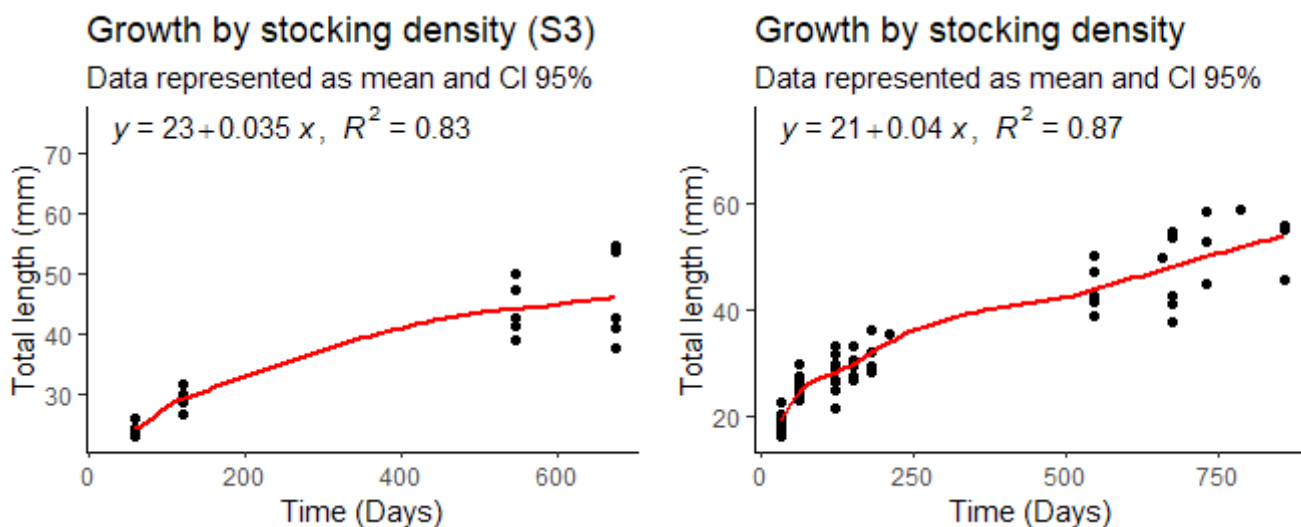 Growth by stocking density (S3)
Data represented as mean and CI 95%
y = 23+0.035 x, R² = 0.83
70
60
50
40
30
Total length (mm)
0 200 400 600
Time (Days)
Growth by stocking density
Data represented as mean and CI 95%
y = 21+0.04 x, R² = 0.87
60
40
20
Total length (mm)
0 250 500 750
Time (Days)